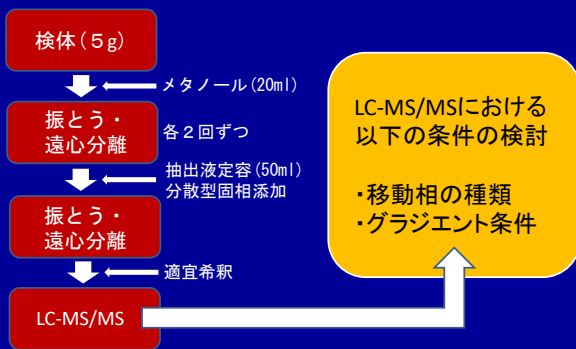 検体(5g)
メタノール(20ml)
振とう・
遠心分離
各2回ずつ
抽出液定容(50ml)
分散型固相添加
振とう・
遠心分離
適宜希釈
LC-MS/MS
LC-MS/MSにおける
以下の条件の検討
・移動相の種類
・グラジエント条件